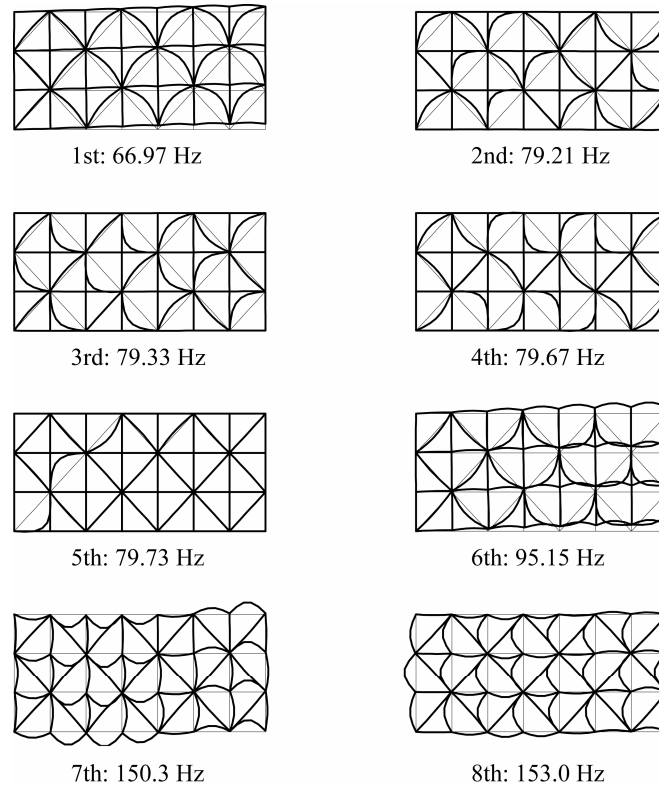 1st: 66.97 Hz
2nd: 79.21 Hz
3rd: 79.33 Hz
4th: 79.67 Hz
5th: 79.73 Hz
6th: 95.15 Hz
7th: 150.3 Hz
8th: 153.0 Hz